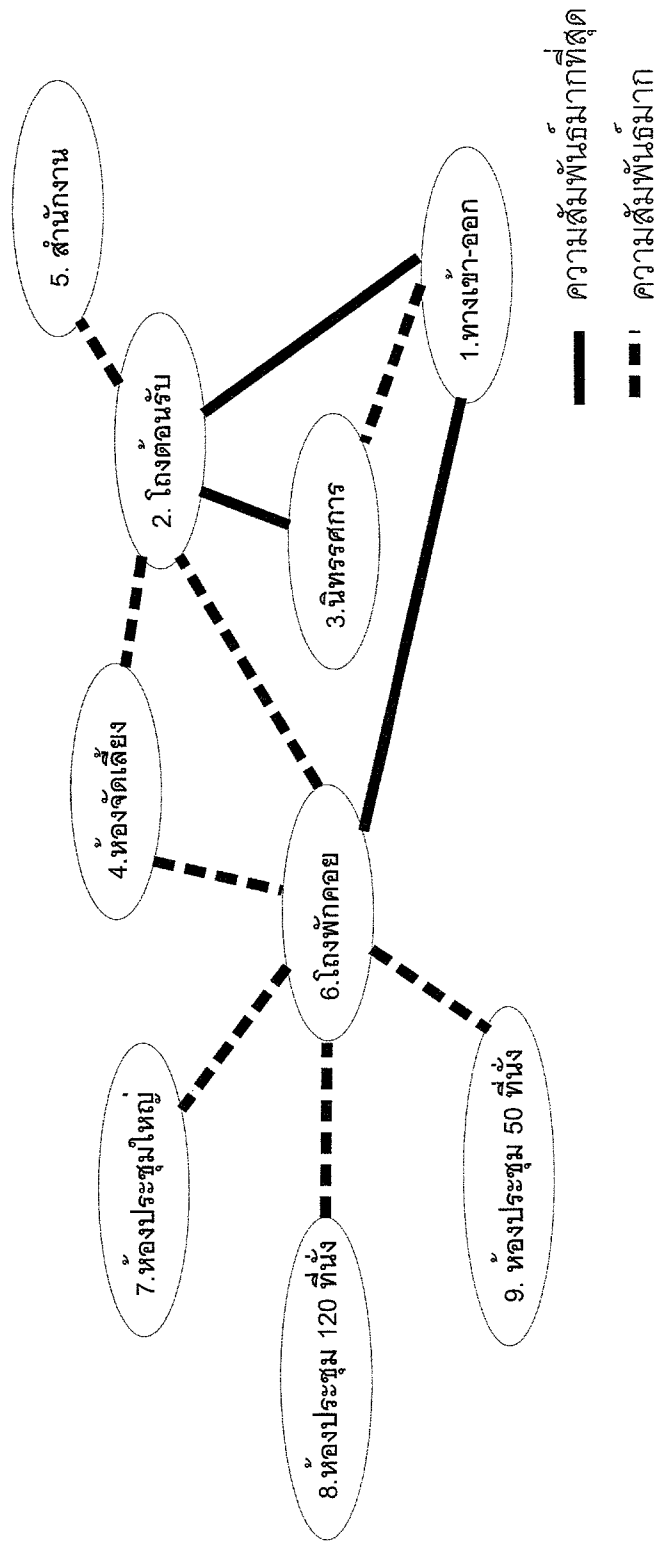 5. สำนักงาน
2. โถงต้อนรับ
1.ทางเข้า-ออก
3.นิทรรศการ
4.ห้องจัดเลี้ยง
6.โถงพักคอย
7.ห้องประชุมใหญ่
8.ห้องประชุม 120 ที่นั่ง
9. ห้องประชุม 50 ที่นั่ง
ความสัมพันธ์มากที่สุด
ความสัมพันธ์มาก